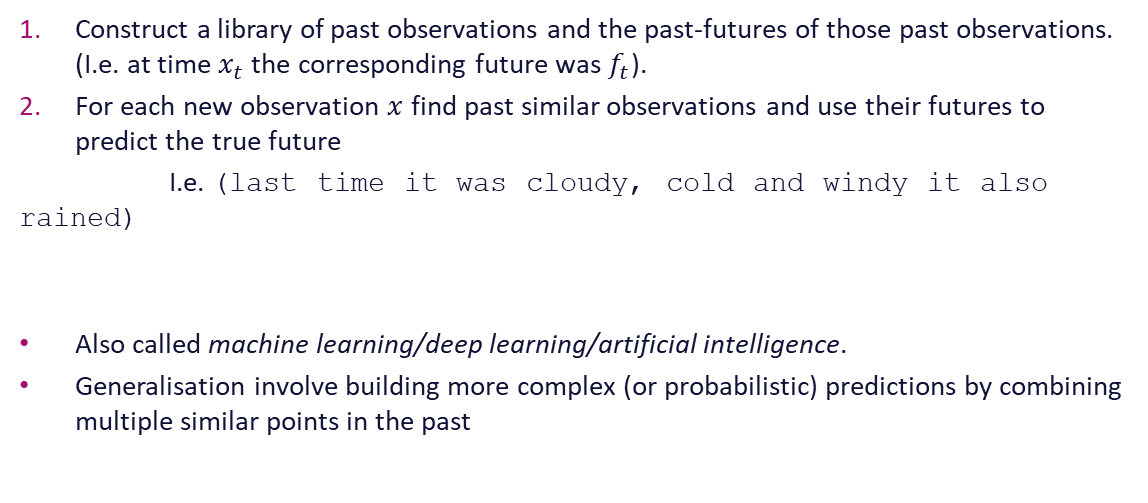 1. Construct a library of past observations and the past-futures of those past observations.
(I.e. at time xₜ the corresponding future was fₜ).
2. For each new observation x find past similar observations and use their futures to
predict the true future
I.e. (last time it was cloudy, cold and windy it also
rained)
• Also called machine learning/deep learning/artificial intelligence.
• Generalisation involve building more complex (or probabilistic) predictions by combining
multiple similar points in the past